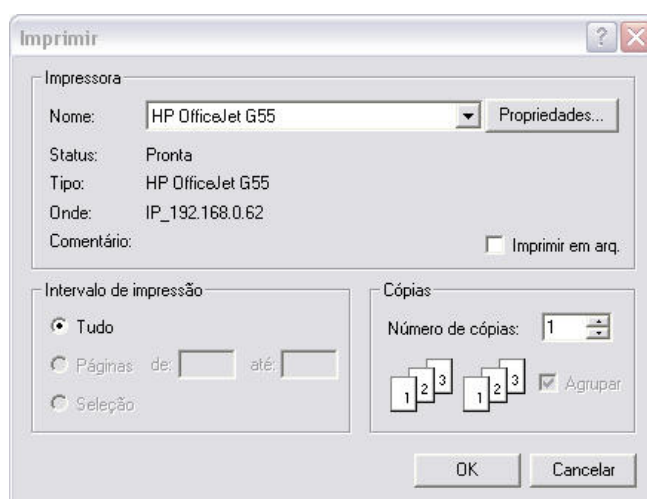 Imprimir
Impressora
Nome: HP OfficeJet G55 Propriedades...
Status: Pronta
Tipo: HP OfficeJet G55
Onde: IP_192.168.0.62
Comentário: Imprimir em arq.
Intervalo de impressão
Tudo
Páginas de: até:
Seleção
Cópias
Número de cópias: 1
1 2 3 1 2 3 Agrupar
OK Cancelar